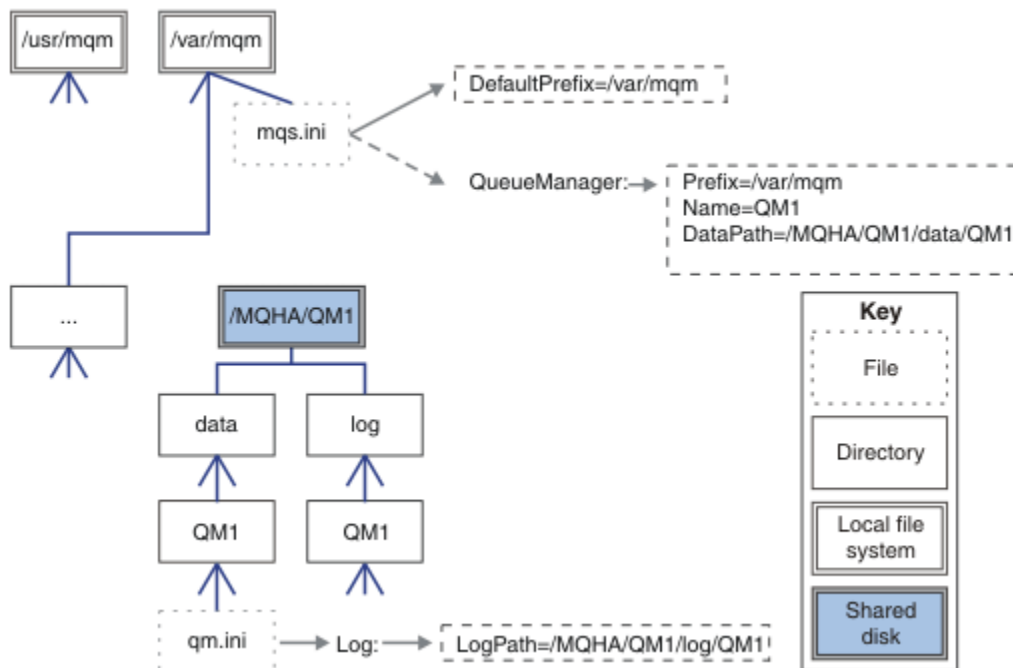 /usr/mqm
/var/mqm
mqs.ini
DefaultPrefix=/var/mqm
QueueManager:
Prefix=/var/mqm
Name=QM1
DataPath=/MQHA/QM1/data/QM1
...
/MQHA/QM1
data
log
QM1
QM1
qm.ini
Log:
LogPath=/MQHA/QM1/log/QM1
Key
File
Directory
Local file
system
Shared
disk